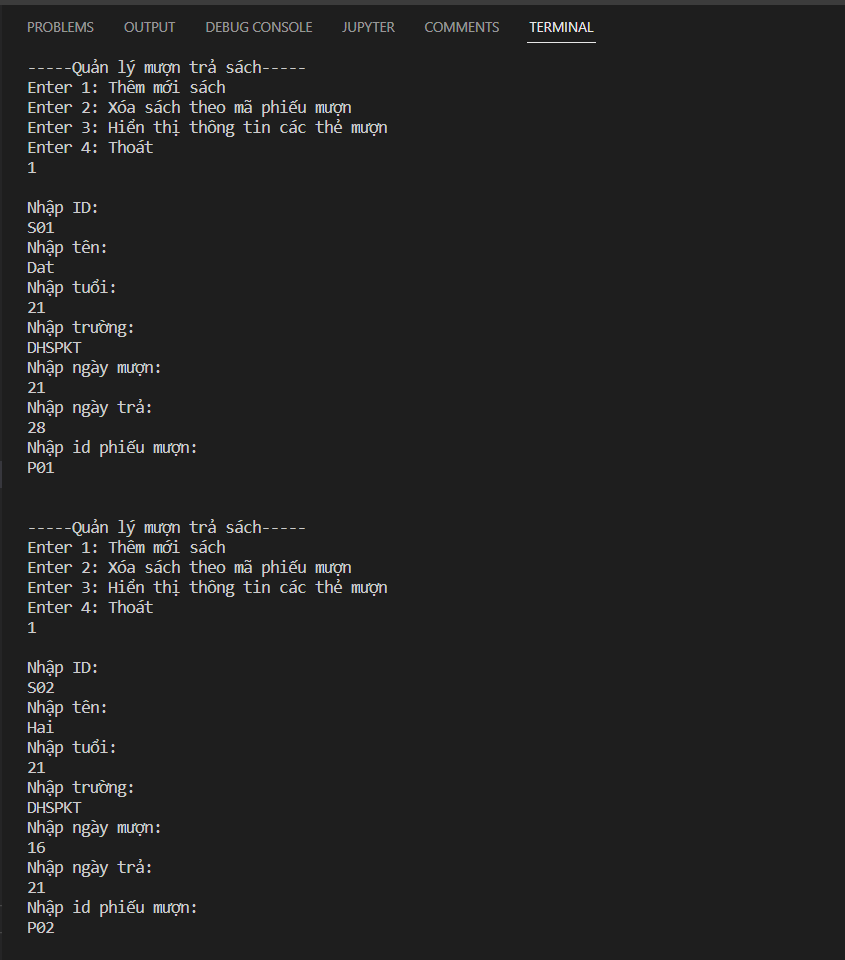 PROBLEMS OUTPUT DEBUG CONSOLE JUPYTER COMMENTS TERMINAL
-----Quản lý mượn trả sách-----
Enter 1: Thêm mới sách
Enter 2: Xóa sách theo mã phiếu mượn
Enter 3: Hiển thị thông tin các thẻ mượn
Enter 4: Thoát
1
Nhập ID:
S01
Nhập tên:
Dat
Nhập tuổi:
21
Nhập trường:
DHSPKT
Nhập ngày mượn:
21
Nhập ngày trả:
28
Nhập id phiếu mượn:
P01
-----Quản lý mượn trả sách-----
Enter 1: Thêm mới sách
Enter 2: Xóa sách theo mã phiếu mượn
Enter 3: Hiển thị thông tin các thẻ mượn
Enter 4: Thoát
1
Nhập ID:
S02
Nhập tên:
Hai
Nhập tuổi:
21
Nhập trường:
DHSPKT
Nhập ngày mượn:
16
Nhập ngày trả:
21
Nhập id phiếu mượn:
P02